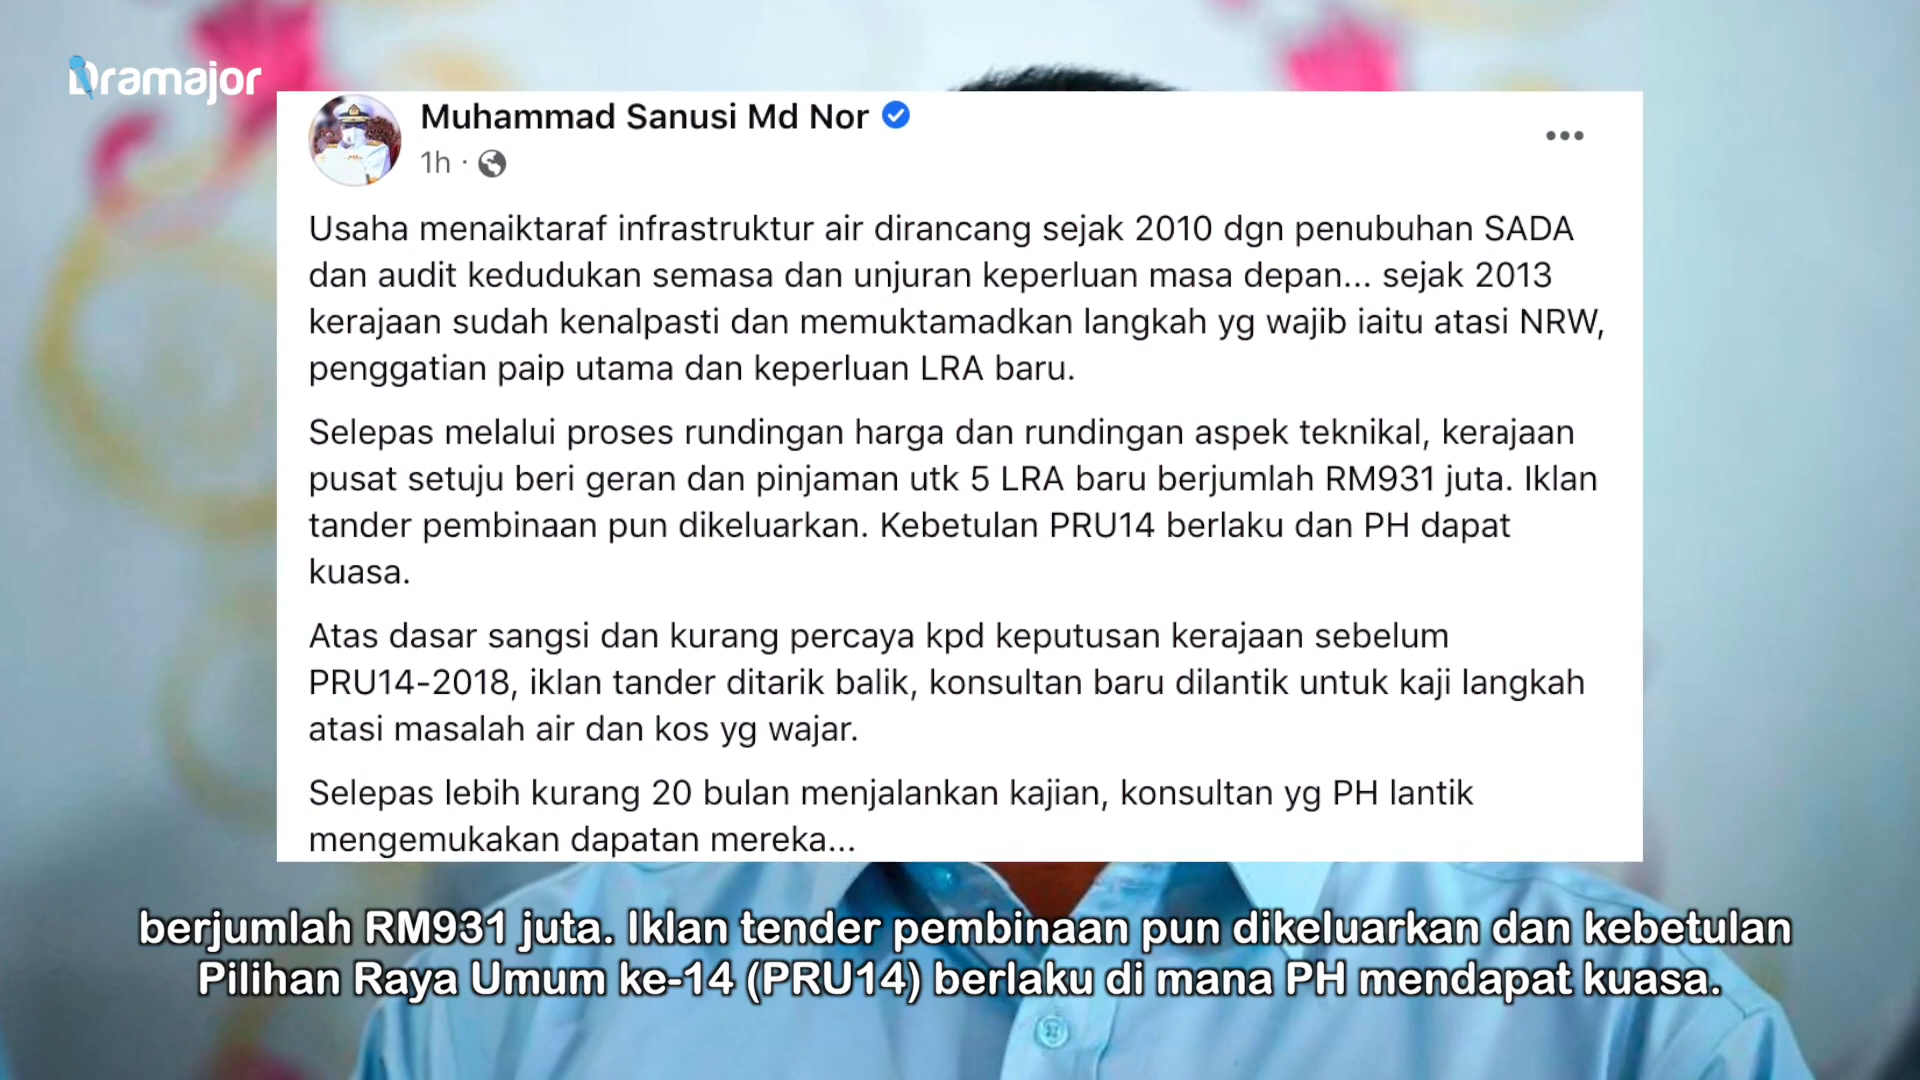 Dramajor
Muhammad Sanusi Md Nor
1h ·
Usaha menaiktaraf infrastruktur air dirancang sejak 2010 dgn penubuhan SADA
dan audit kedudukan semasa dan unjuran keperluan masa depan... sejak 2013
kerajaan sudah kenalpasti dan memuktamadkan langkah yg wajib iaitu atasi NRW,
penggatian paip utama dan keperluan LRA baru.
Selepas melalui proses rundingan harga dan rundingan aspek teknikal, kerajaan
pusat setuju beri geran dan pinjaman utk 5 LRA baru berjumlah RM931 juta. Iklan
tander pembinaan pun dikeluarkan. Kebetulan PRU14 berlaku dan PH dapat
kuasa.
Atas dasar sangsi dan kurang percaya kpd keputusan kerajaan sebelum
PRU14-2018, iklan tander ditarik balik, konsultan baru dilantik untuk kaji langkah
atasi masalah air dan kos yg wajar.
Selepas lebih kurang 20 bulan menjalankan kajian, konsultan yg PH lantik
mengemukakan dapatan mereka...
berjumlah RM931 juta. Iklan tender pembinaan pun dikeluarkan dan kebetulan
Pilihan Raya Umum ke-14 (PRU14) berlaku di mana PH mendapat kuasa.